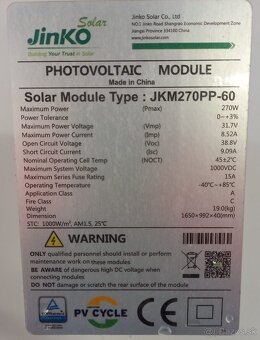 Solar
JinKO
Building Your Trust in Solar
Jinko Solar Co., Ltd
No.1 Jinko Road Shangrao Economic Development Zone
Jiangxi Province 334100 China
www.jinkosolar.com
PHOTOVOLTAIC MODULE
Made in China
Solar Module Type : JKM270PP-60
Maximum Power (Pmax) 270W
Power Tolerance 0~+3%
Maximum Power Voltage (Vmp) 31.7V
Maximum Power Current (Imp) 8.52A
Open Circuit Voltage (Voc) 38.8V
Short Circuit Current (Isc) 9.09A
Nominal Operating Cell Temp (NOCT) 45±2°C
Maximum System Voltage 1000VDC
Maximum Series Fuse Rating 15A
Operating Temperature -40°C~+85°C
Application Class A
Fire Class C
Weight 19.0(kg)
Dimension 1650×992×40(mm)
STC: 1000W/m², AM1.5, 25°C
WARNING
ONLY qualified personnel should install or perform
maintenance work on these modules
BE AWARE of dangerous high DC voltage when
connecting modules.
DO NOT damage or scratch the rear surface of the module
PV CYCLE